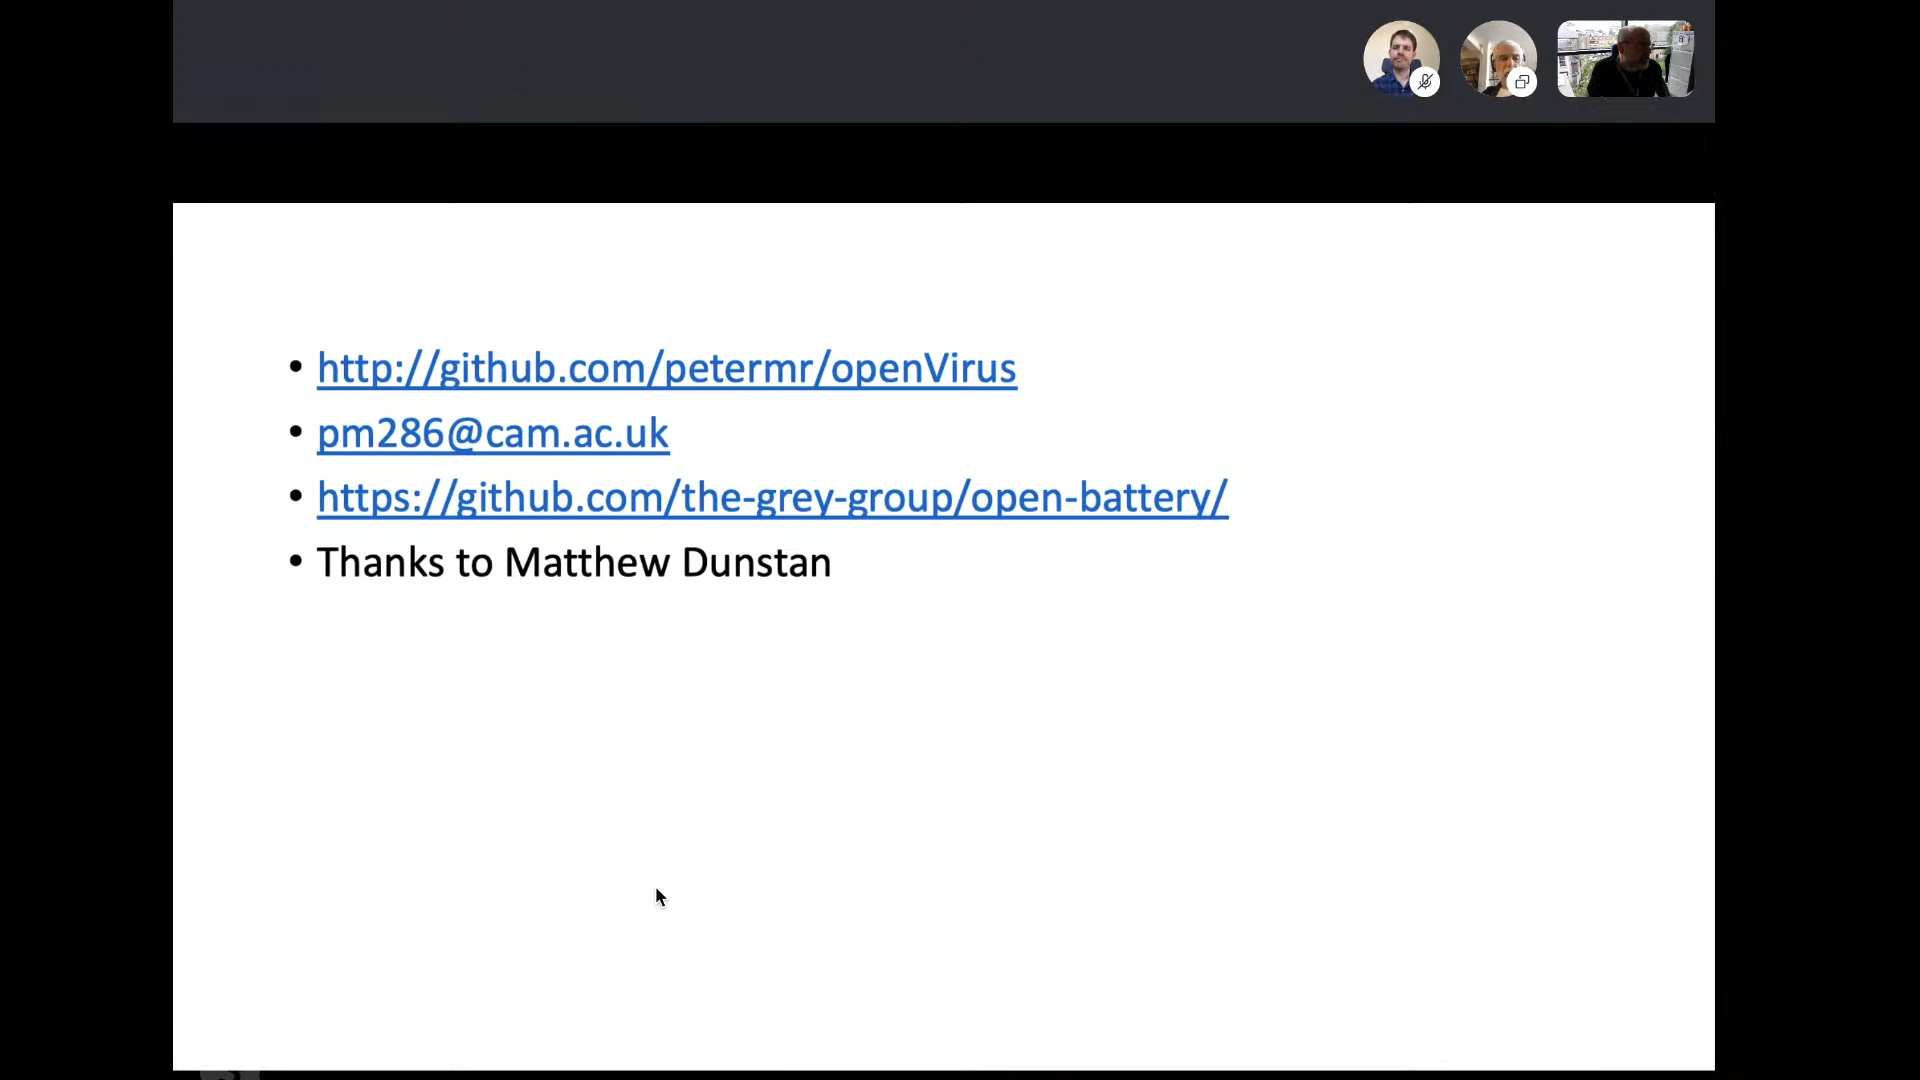 • http://github.com/petermr/openVirus
• pm286@cam.ac.uk
• https://github.com/the-grey-group/open-battery/
• Thanks to Matthew Dunstan